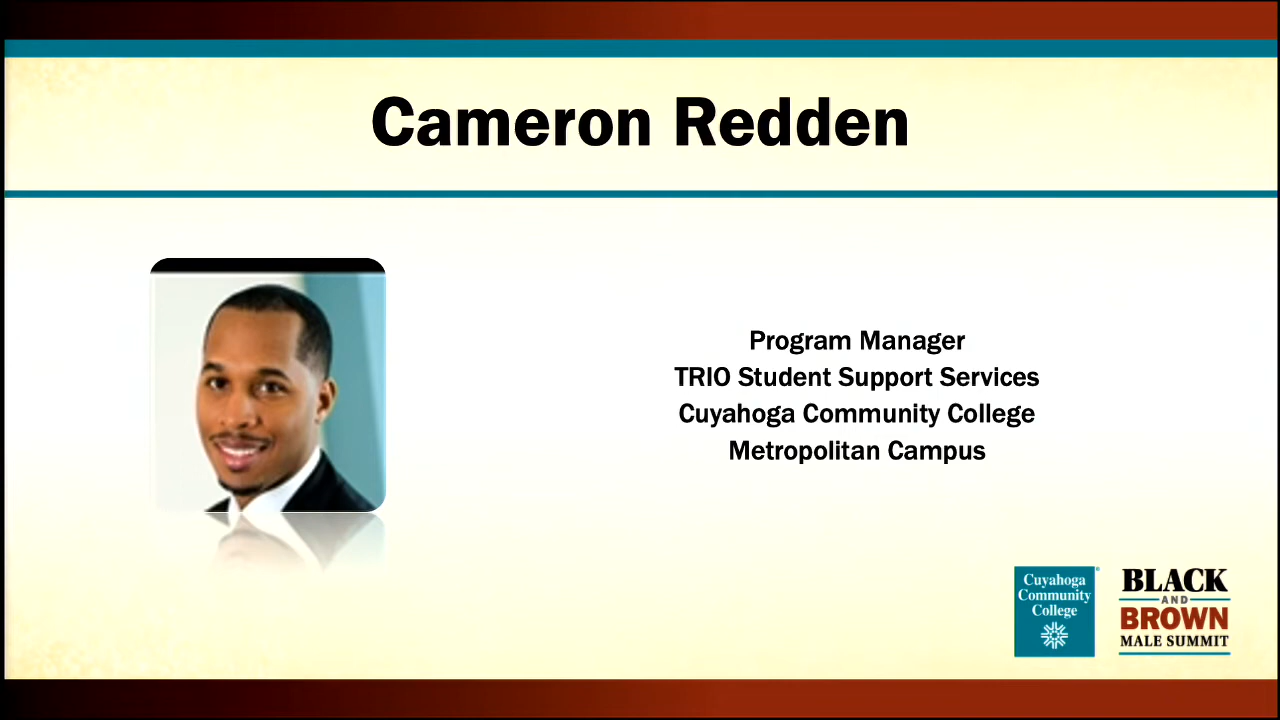 Cameron Redden
Program Manager
TRIO Student Support Services
Cuyahoga Community College
Metropolitan Campus
Cuyahoga
Community
College
BLACK
AND
BROWN
MALE SUMMIT